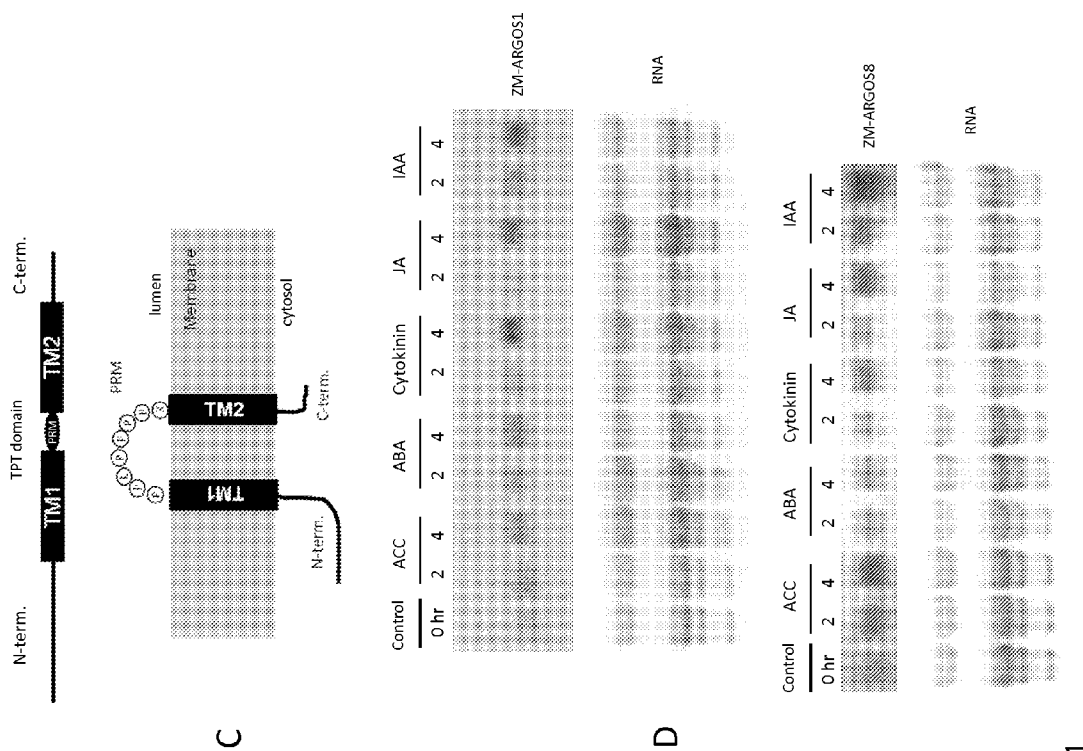 N-term.
TPT domain
C-term.
TM1
PRM
TM2
C
PRM
lumen
Membrane
TM1
TM2
cytosol
N-term.
C-term.
Control ACC ABA Cytokinin JA IAA
0 hr 2 4 2 4 2 4 2 4 2 4
ZM-ARGOS1
RNA
D
Control ACC ABA Cytokinin JA IAA
0 hr 2 4 2 4 2 4 2 4 2 4
ZM-ARGOS8
RNA